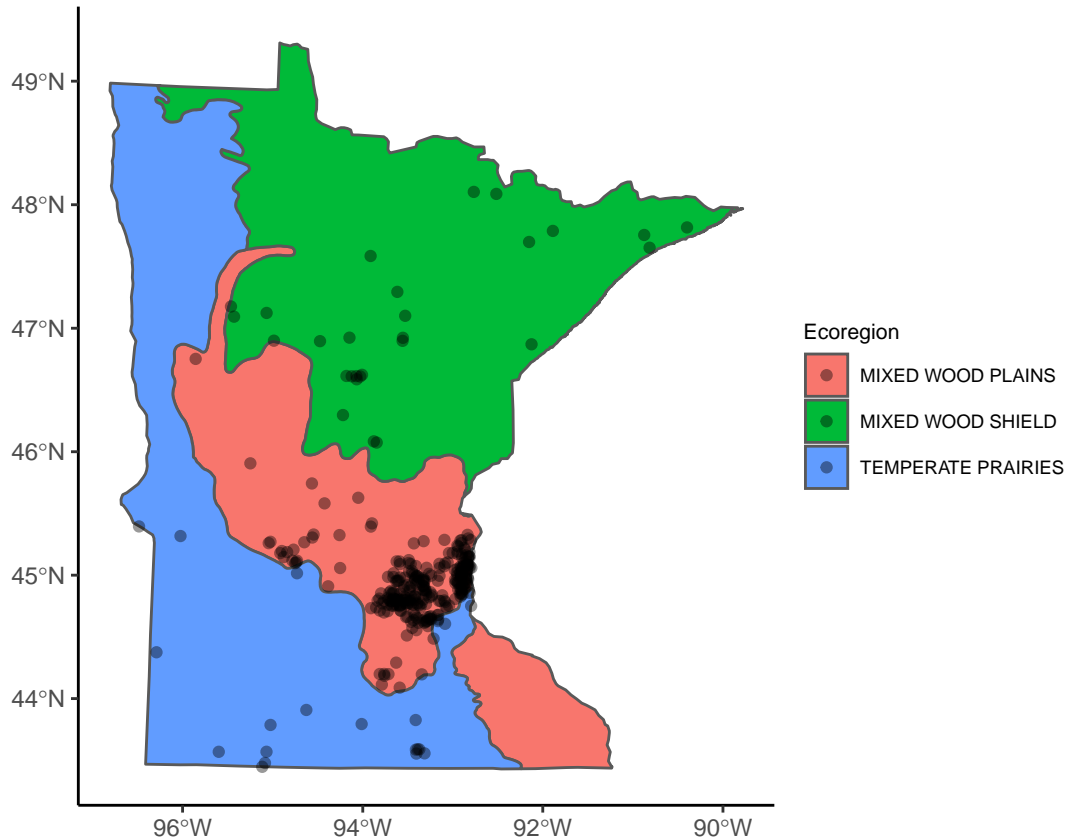 49°N
48°N
47°N
46°N
45°N
44°N
96°W
94°W
92°W
90°W
Ecoregion
MIXED WOOD PLAINS
MIXED WOOD SHIELD
TEMPERATE PRAIRIES